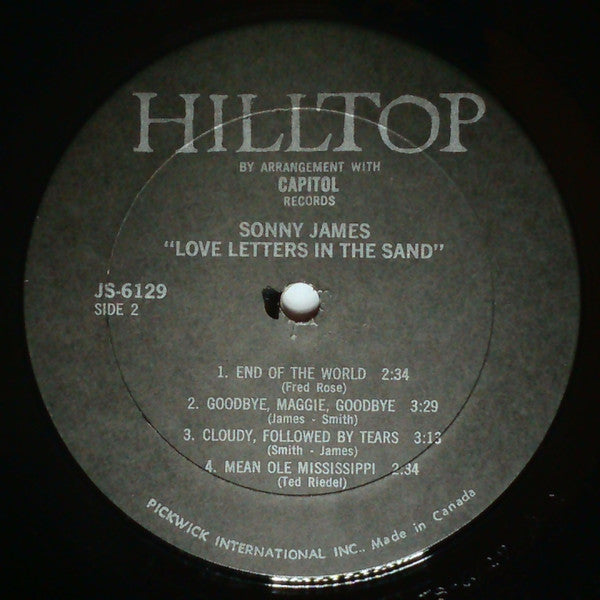 HILLTOP
BY ARRANGEMENT WITH
CAPITOL
RECORDS
SONNY JAMES
"LOVE LETTERS IN THE SAND"
JS-6129
SIDE 2
1. END OF THE WORLD 2:34
(Fred Rose)
2. GOODBYE, MAGGIE, GOODBYE 3:29
(James - Smith)
3. CLOUDY, FOLLOWED BY TEARS 3:13
(Smith - James)
4. MEAN OLE MISSISSIPPI 2:34
(Ted Riedel)
PICKWICK INTERNATIONAL INC., Made in Canada